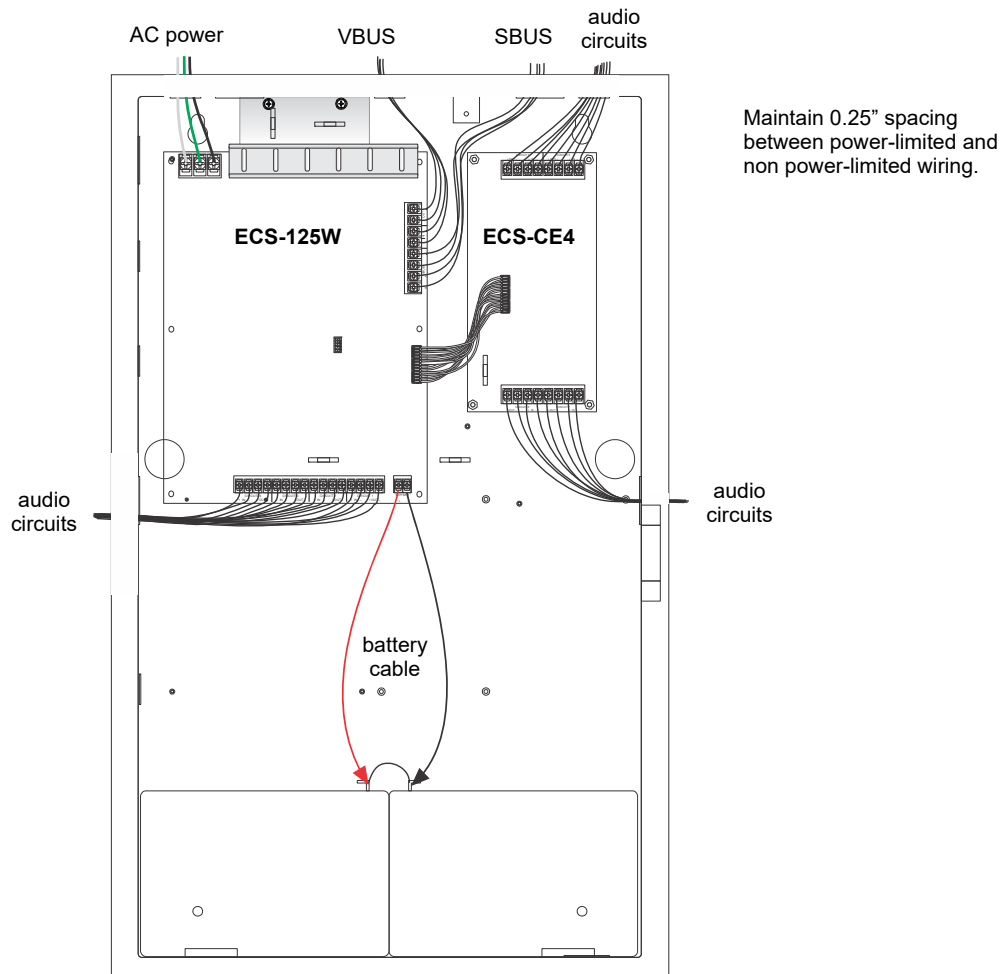 AC power
VBUS
SBUS
audio
circuits
Maintain 0.25” spacing
between power-limited and
non power-limited wiring.
ECS-125W
ECS-CE4
audio
circuits
audio
circuits
battery
cable